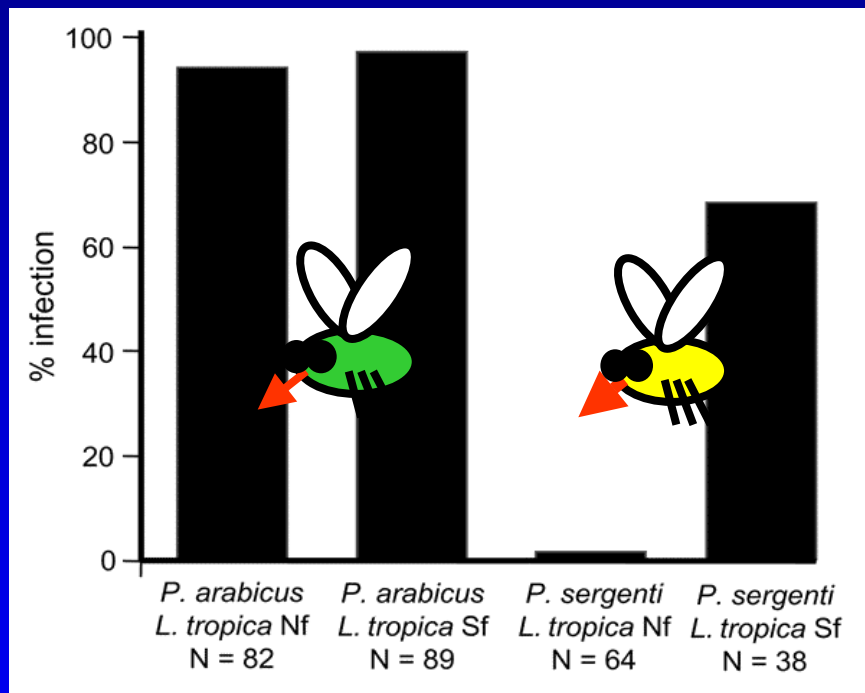 100
80
60
40
20
0
% infection
P. arabicus
L. tropica Nf
N = 82
P. arabicus
L. tropica Sf
N = 89
P. sergenti
L. tropica Nf
N = 64
P. sergenti
L. tropica Sf
N = 38